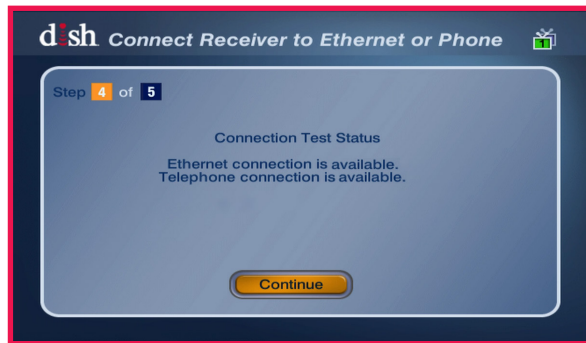 dish Connect Receiver to Ethernet or Phone
1
Step 4 of 5
Connection Test Status
Ethernet connection is available.
Telephone connection is available.
Continue